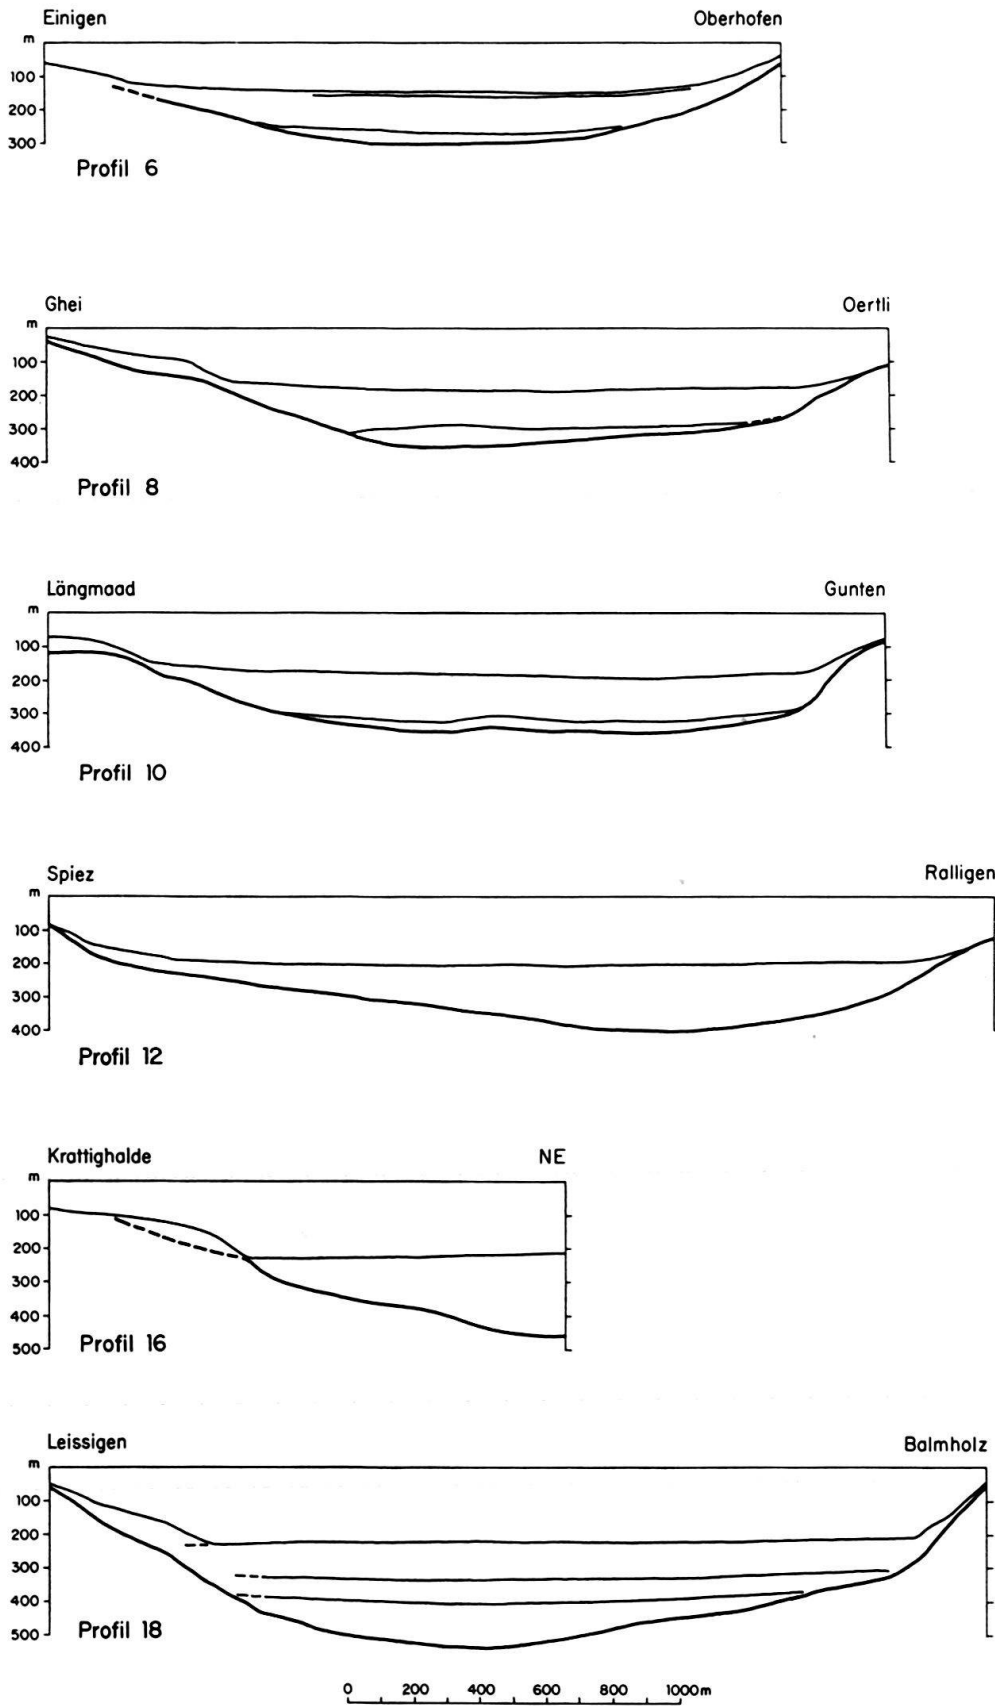 Einigen Oberhofen
m
100
200
300
Profil 6
Ghei Oertli
m
100
200
300
400
Profil 8
Längmaad Gunten
m
100
200
300
400
Profil 10
Spiez Ralligen
m
100
200
300
400
Profil 12
Krattighalde NE
m
100
200
300
400
500
Profil 16
Leissigen Balmholz
m
100
200
300
400
500
Profil 18
0 200 400 600 800 1000m